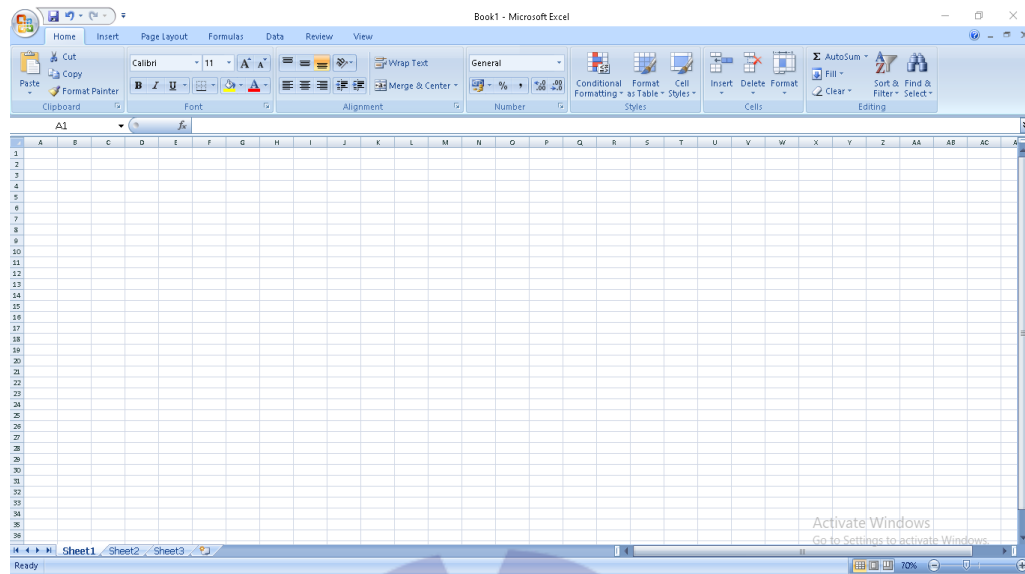 Book1 - Microsoft Excel
Home Insert Page Layout Formulas Data Review View
Paste
Cut
Copy
Format Painter
Clipboard
Calibri 11 A A
B I U A
Font
Wrap Text
Merge & Center
Alignment
General
% , .0 .00 .00 .0
Number
Conditional Formatting
Format as Table
Cell Styles
Styles
Insert Delete Format
Cells
Σ AutoSum
Fill
Clear
Sort & Filter
Find & Select
Editing
A1 fx
A B C D E F G H I J K L M N O P Q R S T U V W X Y Z AA AB AC
1
2
3
4
5
6
7
8
9
10
11
12
13
14
15
16
17
18
19
20
21
22
23
24
25
26
27
28
29
30
31
32
33
34
35
36
Activate Windows
Go to Settings to activate Windows.
Sheet1 Sheet2 Sheet3
Ready 70%